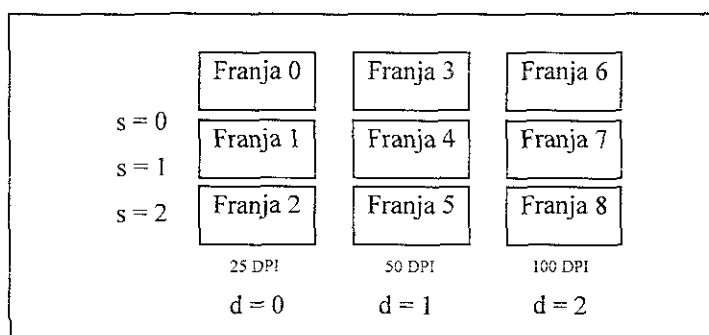 Franja 0 Franja 3 Franja 6
s = 0
Franja 1 Franja 4 Franja 7
s = 1
s = 2 Franja 2 Franja 5 Franja 8
25 DPI 50 DPI 100 DPI
d = 0 d = 1 d = 2